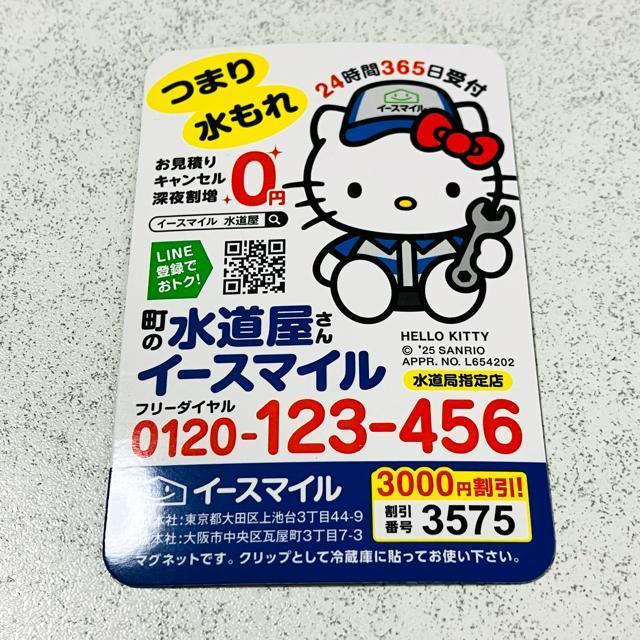 つまり
水もれ
24時間365日受付
イースマイル
お見積り
キャンセル
深夜割増
0円
イースマイル 水道屋
LINE
登録で
おトク!
町の水道屋さん
イースマイル
HELLO KITTY
© '25 SANRIO
APPR. NO. L654202
水道局指定店
フリーダイヤル
0120-123-456
イースマイル
3000円割引!
割引
番号 3575
本社:東京都大田区上池台3丁目44-9
本社:大阪市中央区瓦屋町3丁目7-3
マグネットです。クリップとして冷蔵庫に貼ってお使い下さい。